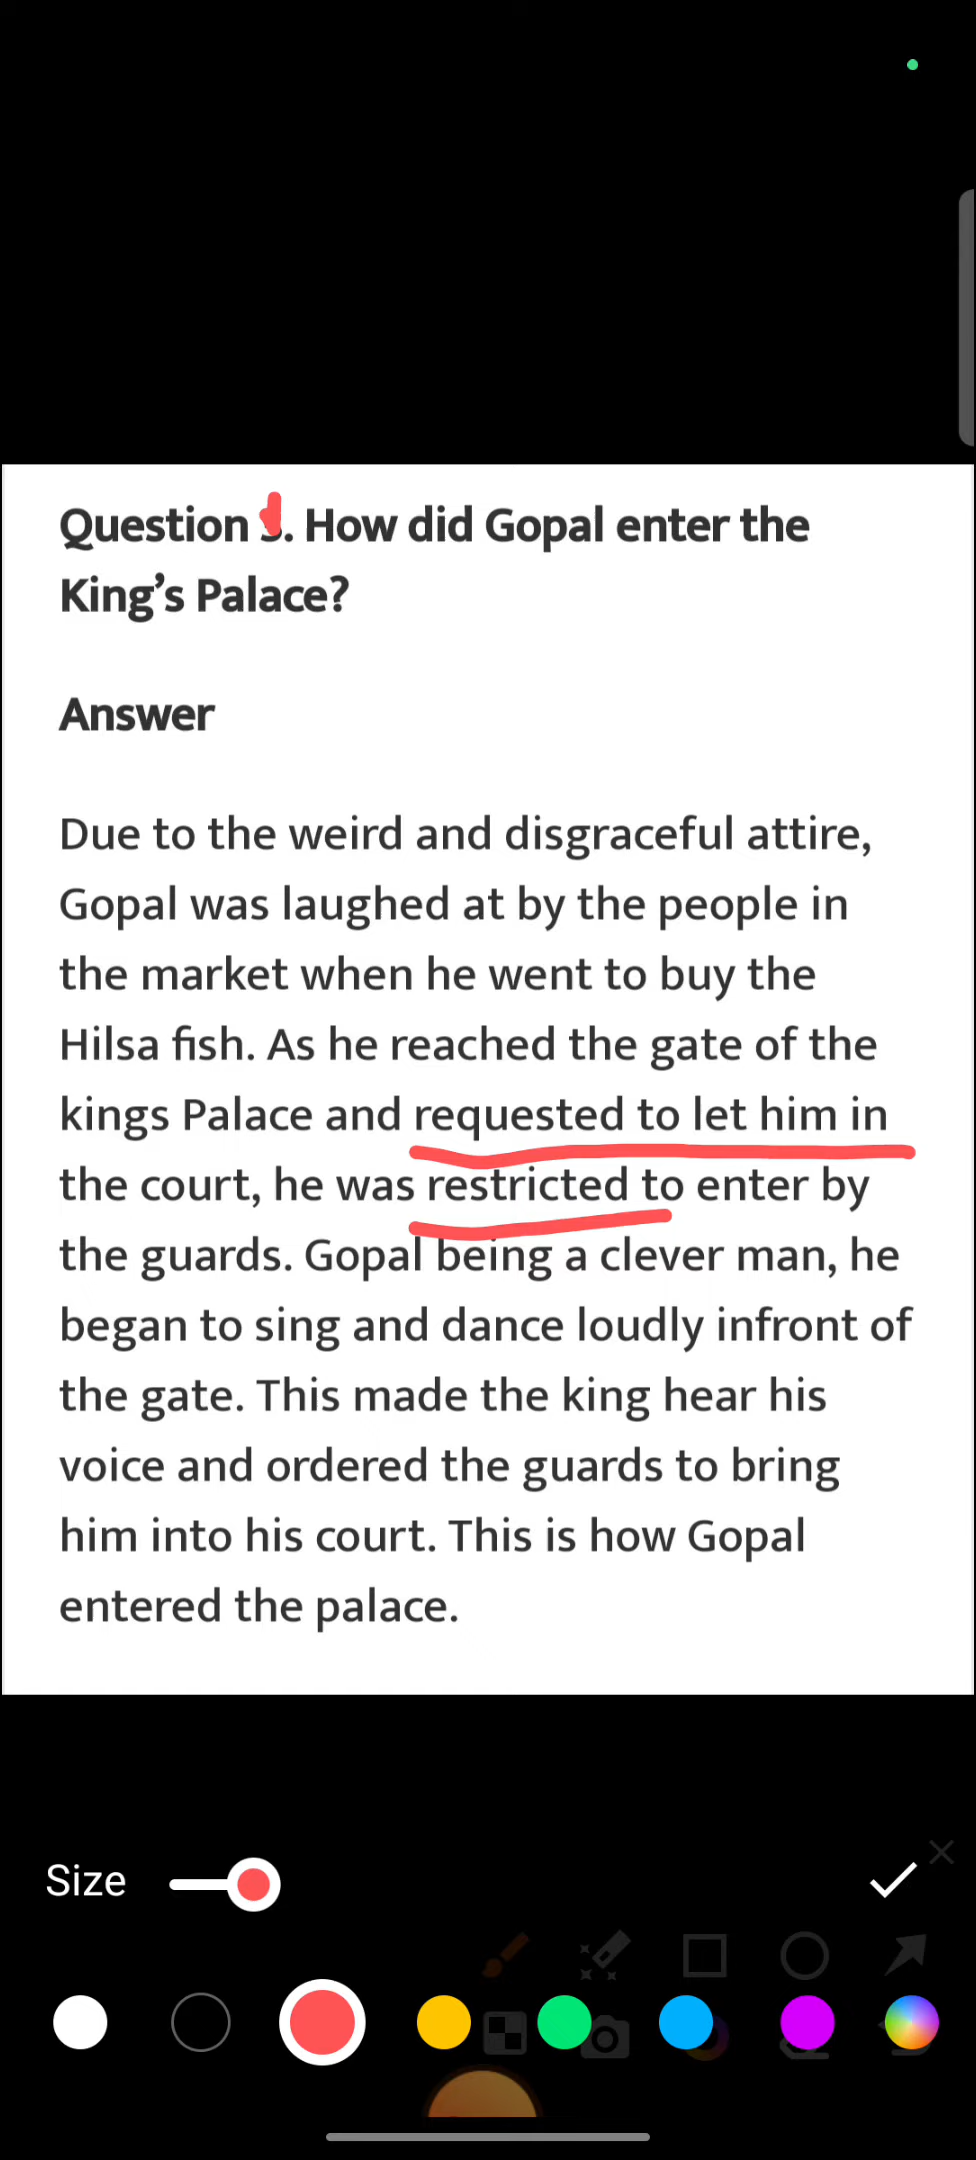 Question 3. How did Gopal enter the
King’s Palace?
Answer
Due to the weird and disgraceful attire,
Gopal was laughed at by the people in
the market when he went to buy the
Hilsa fish. As he reached the gate of the
kings Palace and requested to let him in
the court, he was restricted to enter by
the guards. Gopal being a clever man, he
began to sing and dance loudly infront of
the gate. This made the king hear his
voice and ordered the guards to bring
him into his court. This is how Gopal
entered the palace.
Size